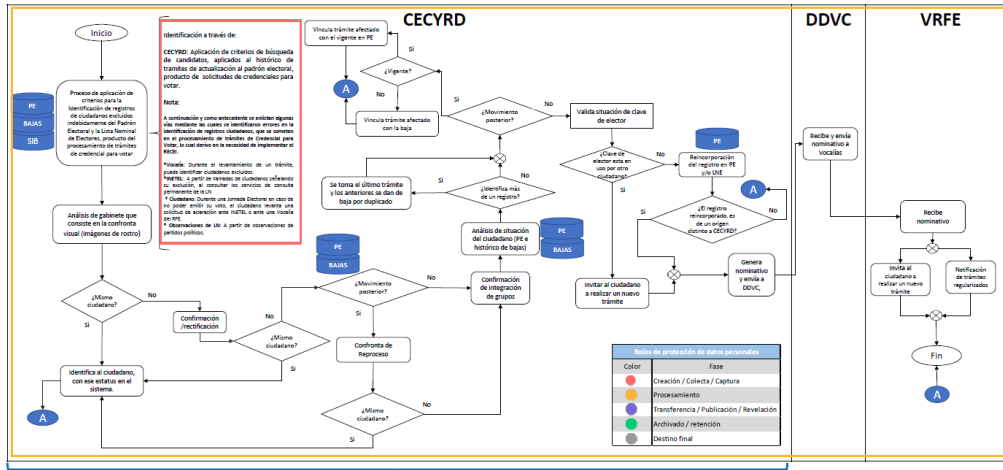 CECYRD
DDVC
VRFE
Inicio
PE
BAJAS
SIB
Proceso de aplicación de
criterios para la
Identificación de registros
de ciudadanos excluidos
indebidamente del Padrón
Electoral y la Lista Nominal
de Electores, producto del
procesamiento de trámites
de credencial para votar
Análisis de gabinete que
consiste en la confronta
visual (imágenes de rostro)
¿Mismo
ciudadano?
No
Si
Confirmación
/rectificación
Identifica al ciudadano,
con ese estatus en el
sistema.
A
Identificación a través de:
CECYRD: Aplicación de criterios de búsqueda
de candidatos, aplicados al histórico de
tramites de actualización al padrón electoral,
producto de solicitudes de credenciales para
votar.
Nota:
A continuación y como antecedente se enlistan algunas
vías mediante las cuales se identificaron errores en la
identificación de registros ciudadanos, que se cometen
en el procesamiento de trámites de Credencial para
Votar, lo cual derivo en la necesidad de implementar el
RECEI.
*Vocalía: Durante el levantamiento de un trámite,
puede identificar ciudadanos excluidos.
*INETEL: A partir de llamadas de ciudadanos señalando
su exclusión, al consultar los servicios de consulta
permanente de la LN
* Ciudadano: Durante una Jornada Electoral en caso de
no poder emitir su voto, el ciudadano levanta una
solicitud de aclaración ante INETEL o ante una Vocalía
del RFE.
* Observaciones de LN: A partir de observaciones de
partidos políticos.
¿Mismo
ciudadano?
No
Si
PE
BAJAS
¿Movimiento
posterior?
No
Si
Confronta de
Reproceso
¿Mismo
ciudadano?
No
Si
Confirmación
de integración
de grupos
Análisis de situación
del ciudadano (PE e
histórico de bajas)
PE
BAJAS
¿Identifica más
de un registro?
No
Si
Se toma el último trámite
y los anteriores se dan de
baja por duplicado
¿Movimiento
posterior?
Si
No
¿Vigente?
Si
No
Vincula trámite afectado
con el vigente en PE
A
Vincula trámite afectado
con la baja
Valida situación de clave
de elector
¿Clave de
elector esta en
uso por otro
ciudadano?
No
Si
PE
Reincorporación
del registro en PE
y/o LNE
¿El registro
reincorporado, es
de un origen
distinto a CECYRD?
No
Si
A
Invitar al ciudadano
a realizar un nuevo
trámite
Genera
nominativo y
envía a
DDVC,
Recibe y envía
nominativo a
Vocalías
Recibe
nominativo
Invita al
ciudadano a
realizar un nuevo
trámite
Notificación
de trámites
regularizados
Fin
A
Roles de protección de datos personales
Color Fase
Creación / Colecta / Captura
Procesamiento
Transferencia / Publicación / Revelación
Archivado / retención
Destino final